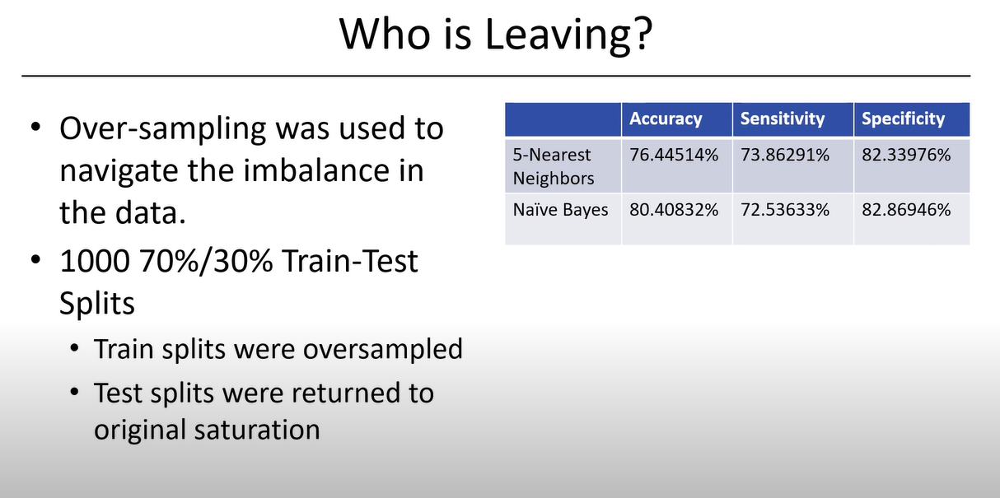 Who is Leaving?
• Over-sampling was used to
navigate the imbalance in
the data.
• 1000 70%/30% Train-Test
Splits
• Train splits were oversampled
• Test splits were returned to
original saturation
Accuracy Sensitivity Specificity
5-Nearest 76.44514% 73.86291% 82.33976%
Neighbors
Naïve Bayes 80.40832% 72.53633% 82.86946%